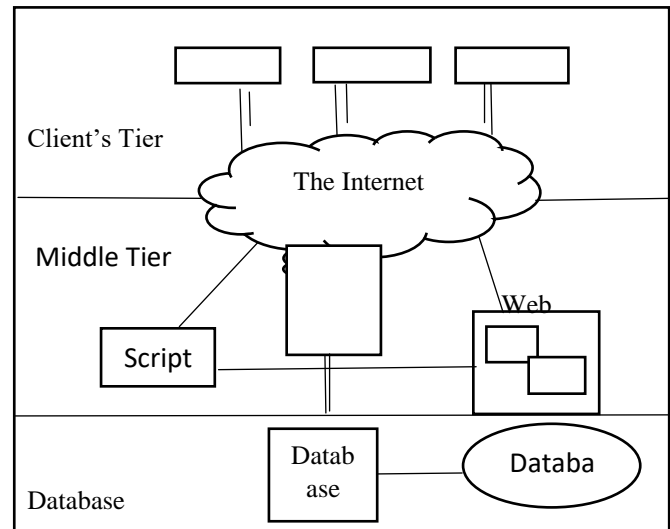 Client's Tier
The Internet
Middle Tier
Web
Script
Datab
ase
Databa
Database